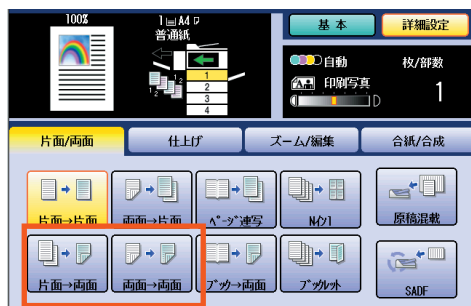 100%
1 A4
普通紙
1
2
3
4
1 2
1 2
基本
詳細設定
自動
印刷写真
D
枚/部数
1
片面/両面
仕上げ
ズーム/編集
合紙/合成
片面→片面
両面→片面
ページ連写
Nイン1
原稿混載
片面→両面
両面→両面
ブック→両面
ブックレット
SADF